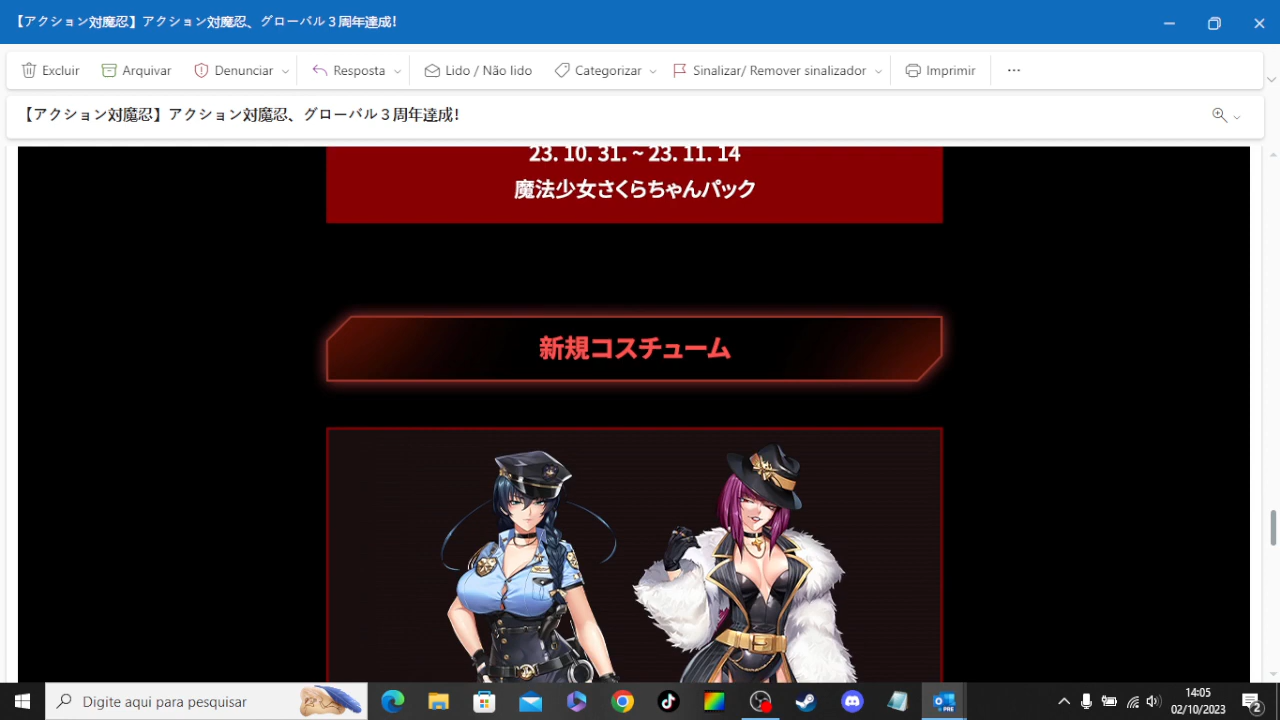 【アクション対魔忍】アクション対魔忍、グローバル３周年達成!
Excluir
Arquivar
Denunciar
Resposta
Lido / Não lido
Categorizar
Sinalizar/ Remover sinalizador
Imprimir
【アクション対魔忍】アクション対魔忍、グローバル３周年達成!
23. 10. 31. ~ 23. 11. 14
魔法少女さくらちゃんパック
新規コスチューム
Digite aqui para pesquisar
PRE
14:05
02/10/2023
2